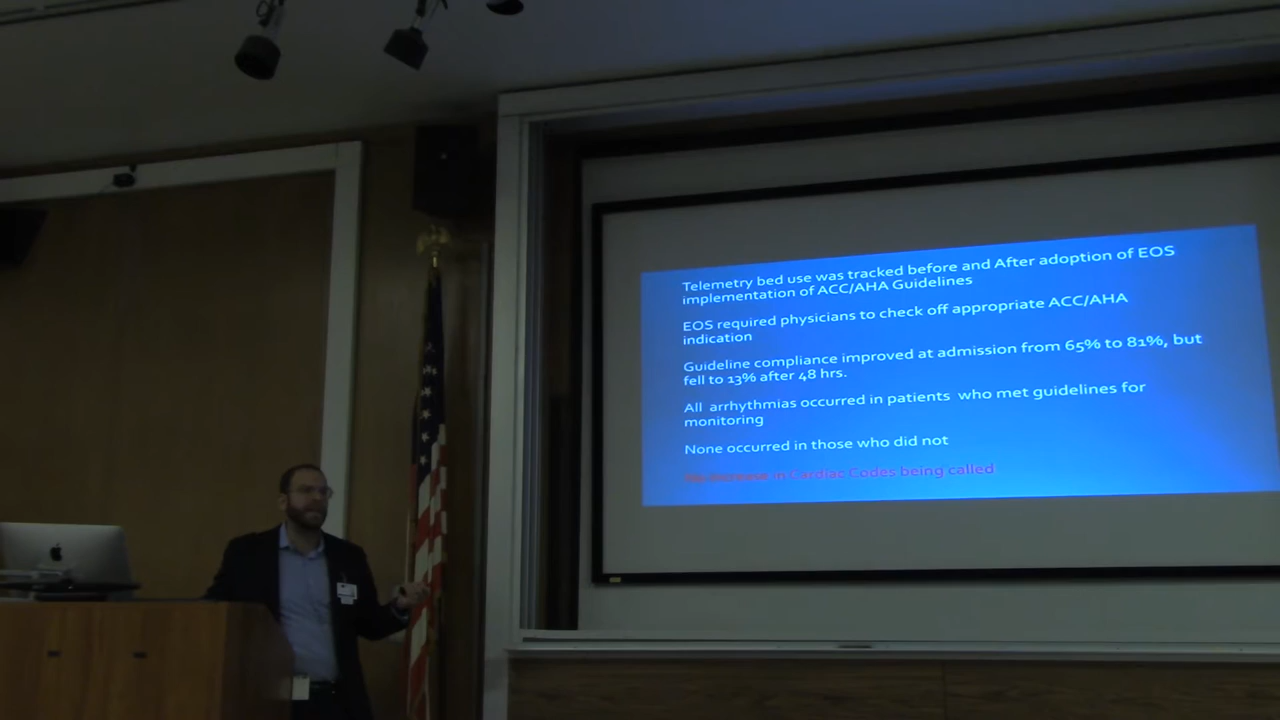 Telemetry bed use was tracked before and After adoption of EOS
implementation of ACC/AHA Guidelines
EOS required physicians to check off appropriate ACC/AHA
indication
Guideline compliance improved at admission from 65% to 81%, but
fell to 13% after 48 hrs.
All arrhythmias occurred in patients who met guidelines for
monitoring
None occurred in those who did not
in Cardiac Codes being called